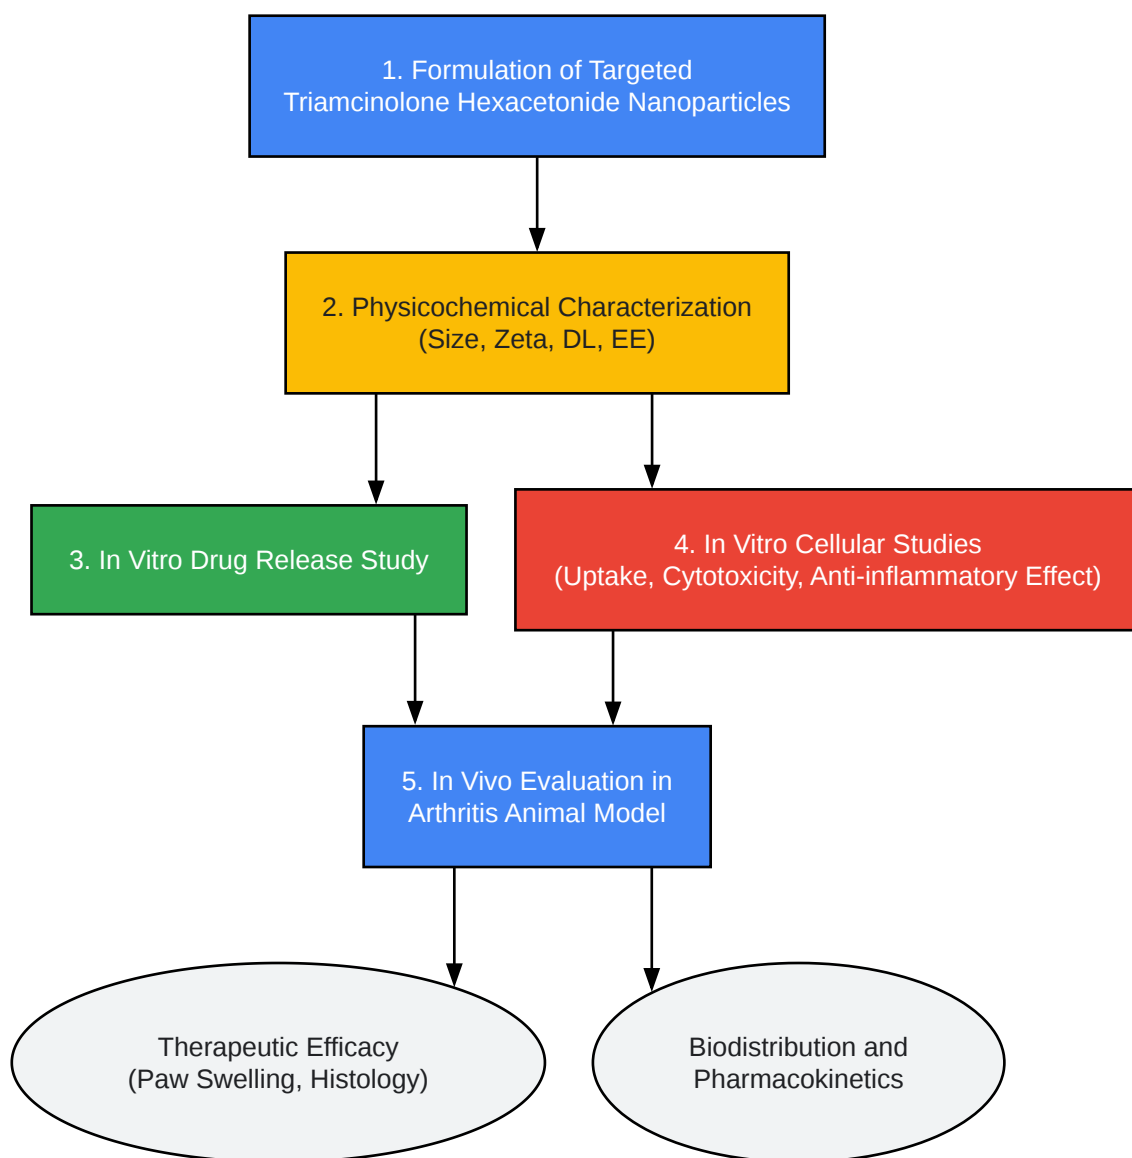 1. Formulation of Targeted
Triamcinolone Hexacetonide Nanoparticles
2. Physicochemical Characterization
(Size, Zeta, DL, EE)
3. In Vitro Drug Release Study
4. In Vitro Cellular Studies
(Uptake, Cytotoxicity, Anti-inflammatory Effect)
5. In Vivo Evaluation in
Arthritis Animal Model
Therapeutic Efficacy
(Paw Swelling, Histology)
Biodistribution and
Pharmacokinetics